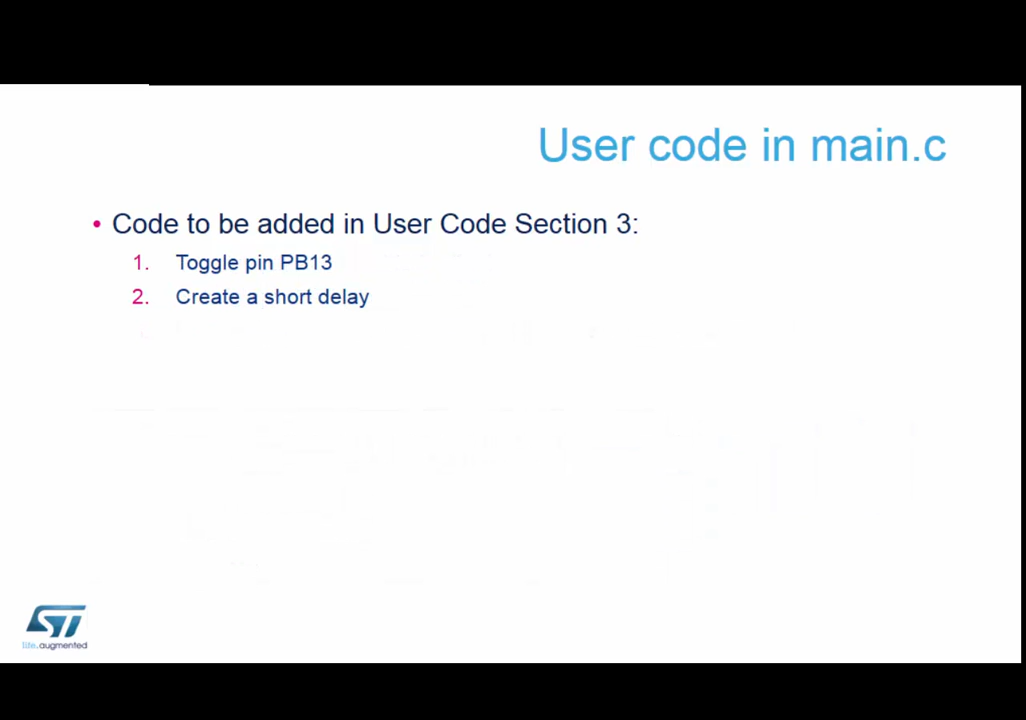 User code in main.c
• Code to be added in User Code Section 3:
1. Toggle pin PB13
2. Create a short delay
ST
life.augmented